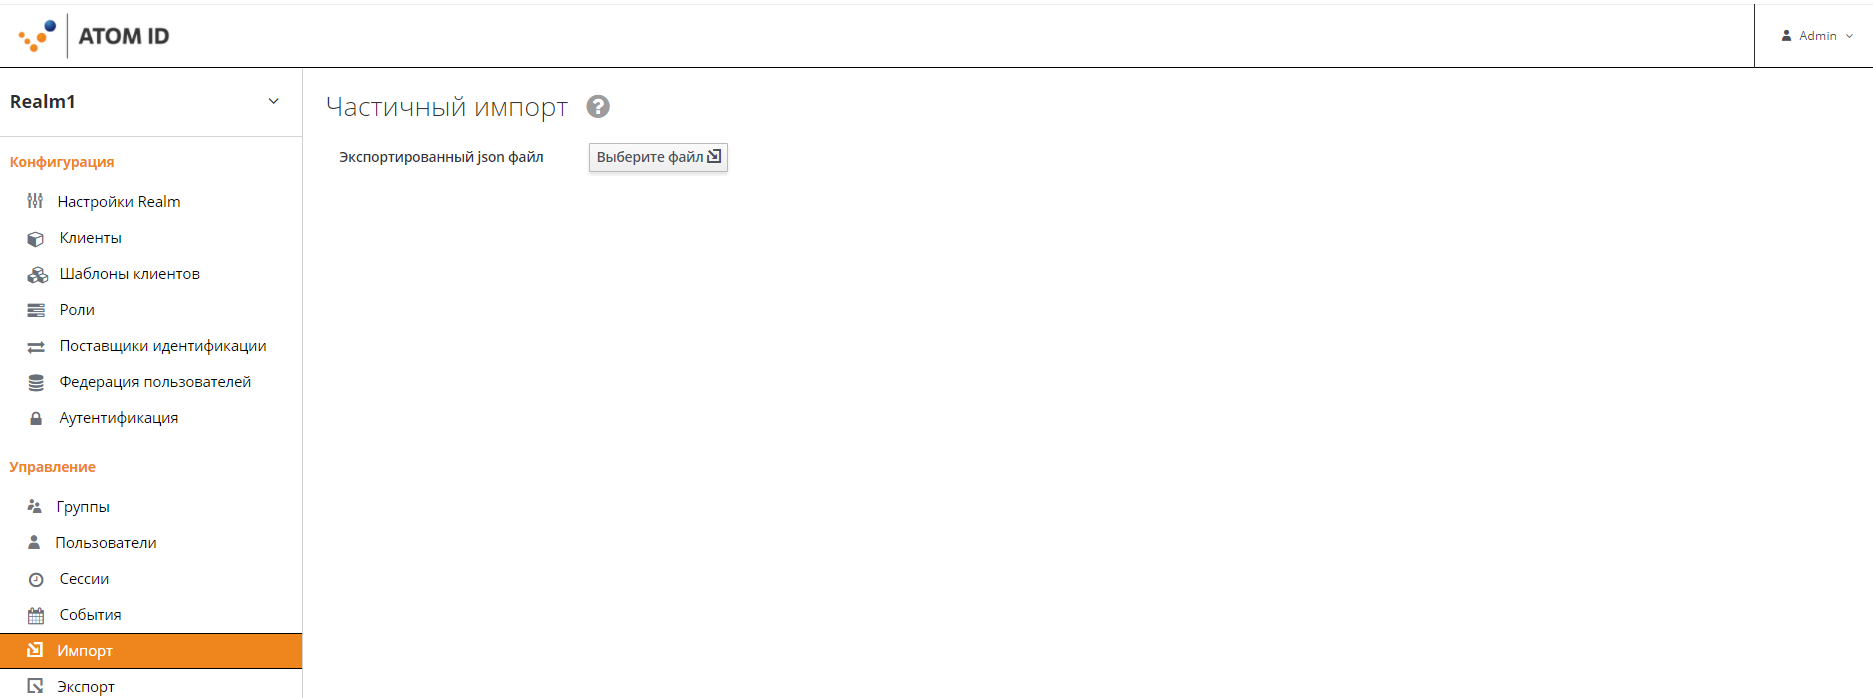 ATOM ID
Admin
Realm1
Частичный импорт ?
Экспортированный json файл Выберите файл
Конфигурация
Настройки Realm
Клиенты
Шаблоны клиентов
Роли
Поставщики идентификации
Федерация пользователей
Аутентификация
Управление
Группы
Пользователи
Сессии
События
Импорт
Экспорт